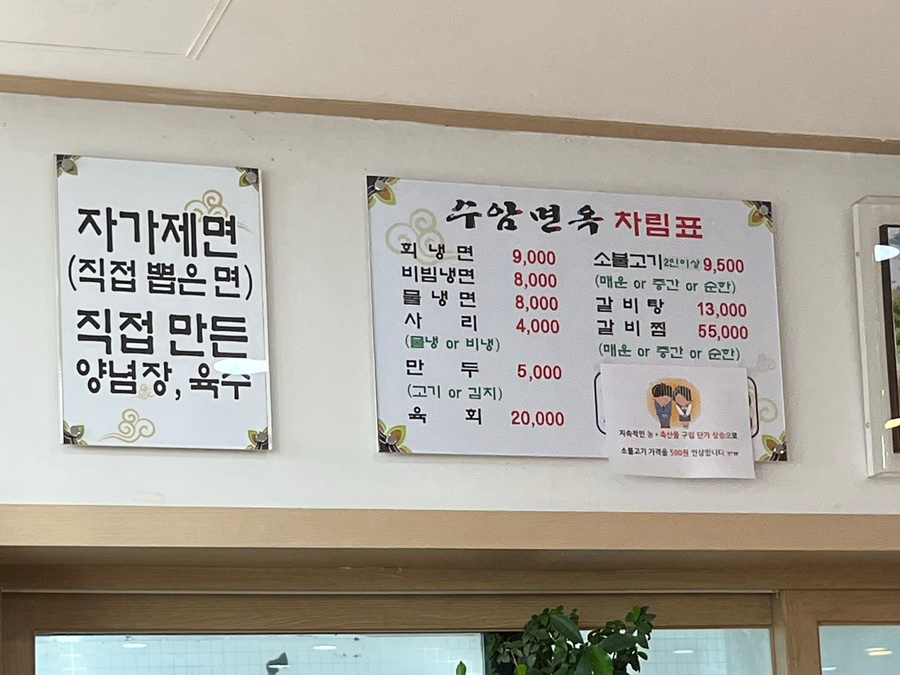 자가제면
(직접 뽑은 면)
직접 만든
양념장, 육수
수암면옥 차림표
회 냉 면 9,000
비빔냉면 8,000
물 냉 면 8,000
사 리 4,000
(물냉 or 비냉)
만 두 5,000
(고기 or 김치)
육 회 20,000
소불고기 2인이상 9,500
(매운 or 중간 or 순한)
갈 비 탕 13,000
갈 비 찜 55,000
(매운 or 중간 or 순한)
지속적인 농·축산물 구입 단가 상승으로
소불고기 가격을 500원 인상합니다